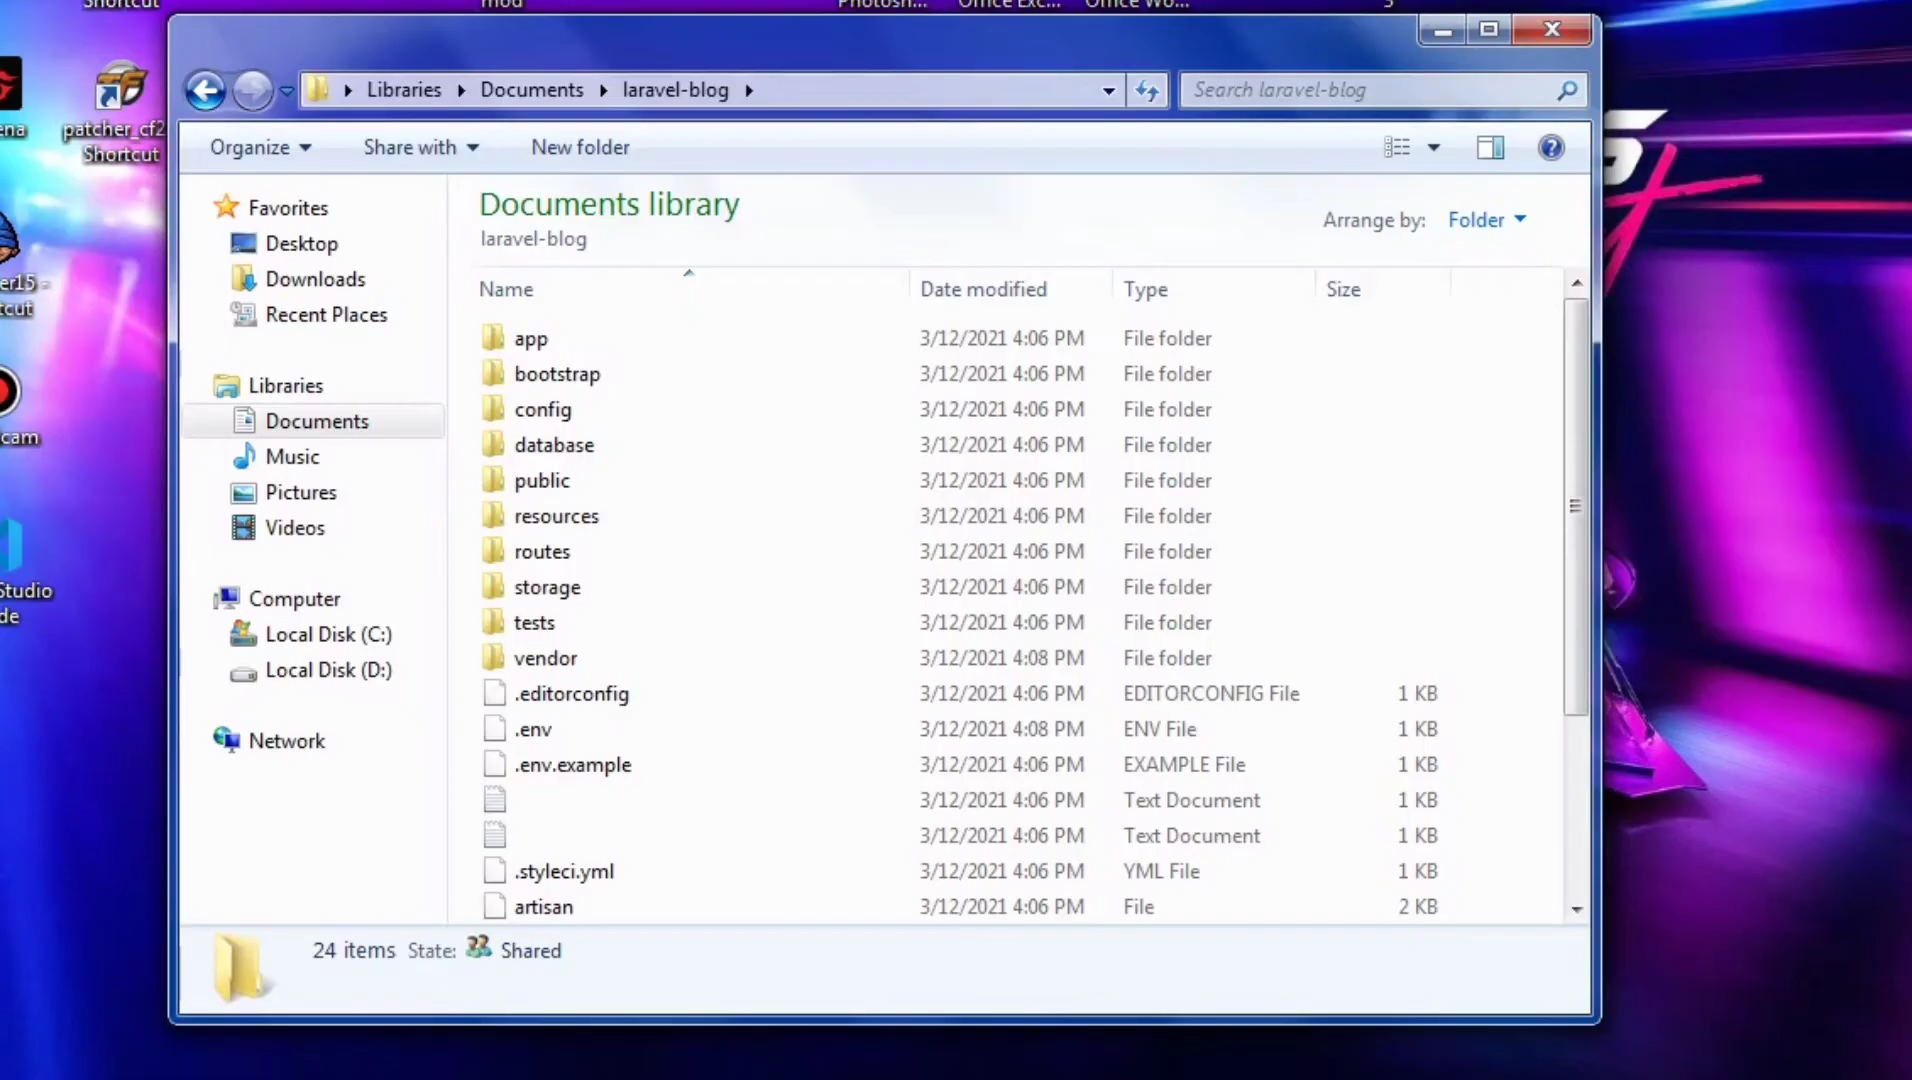 Shortcut
mod
Photosh...
Office Exc...
Office Wo...
Libraries
Documents
laravel-blog
Search laravel-blog
patcher_cf2
Shortcut
Organize
Share with
New folder
Documents library
laravel-blog
Arrange by: Folder
Favorites
Desktop
Downloads
Recent Places
Libraries
Documents
Music
Pictures
Videos
Computer
Local Disk (C:)
Local Disk (D:)
Network
Name Date modified Type Size
app 3/12/2021 4:06 PM File folder
bootstrap 3/12/2021 4:06 PM File folder
config 3/12/2021 4:06 PM File folder
database 3/12/2021 4:06 PM File folder
public 3/12/2021 4:06 PM File folder
resources 3/12/2021 4:06 PM File folder
routes 3/12/2021 4:06 PM File folder
storage 3/12/2021 4:06 PM File folder
tests 3/12/2021 4:06 PM File folder
vendor 3/12/2021 4:08 PM File folder
.editorconfig 3/12/2021 4:06 PM EDITORCONFIG File 1 KB
.env 3/12/2021 4:08 PM ENV File 1 KB
.env.example 3/12/2021 4:06 PM EXAMPLE File 1 KB
3/12/2021 4:06 PM Text Document 1 KB
3/12/2021 4:06 PM Text Document 1 KB
.styleci.yml 3/12/2021 4:06 PM YML File 1 KB
artisan 3/12/2021 4:06 PM File 2 KB
24 items State: Shared
ena
er15 -
tcut
cam
Studio
de